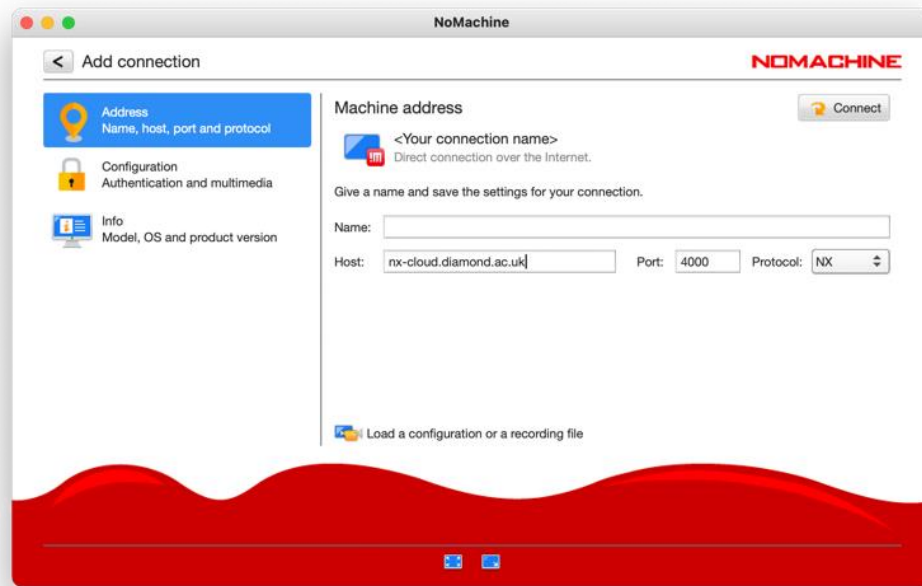 NoMachine
< Add connection
NOMACHINE
Address
Name, host, port and protocol
Configuration
Authentication and multimedia
Info
Model, OS and product version
Machine address
Connect
<Your connection name>
!M
Direct connection over the Internet.
Give a name and save the settings for your connection.
Name:
Host: nx-cloud.diamond.ac.uk Port: 4000 Protocol: NX
Load a configuration or a recording file